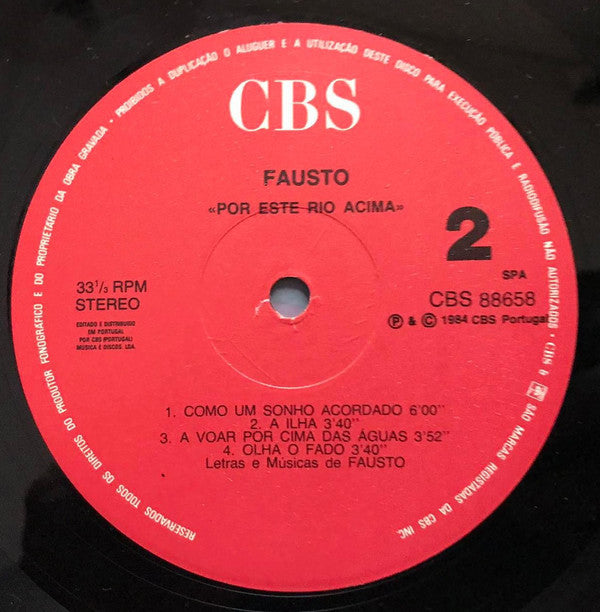 RESERVADOS TODOS OS DIREITOS DO PRODUTOR FONOGRÁFICO E DO PROPRIETÁRIO DA OBRA GRAVADA · PROIBIDOS A DUPLICAÇÃO O ALUGUER E A UTILIZAÇÃO DESTE DISCO PARA EXECUÇÃO PÚBLICA E RADIODIFUSÃO NÃO AUTORIZADOS · CBS & SÃO MARCAS REGISTADAS DA CBS INC
CBS
FAUSTO
«POR ESTE RIO ACIMA»
2
SPA
33 1/3 RPM
STEREO
CBS 88658
Ⓟ & © 1984 CBS Portugal
EDITADO E DISTRIBUIDO
EM PORTUGAL
POR CBS (PORTUGAL)
MÚSICA E DISCOS, LDA.
1. COMO UM SONHO ACORDADO 6'00''
2. A ILHA 3'40''
3. A VOAR POR CIMA DAS ÁGUAS 3'52''
4. OLHA O FADO 3'40''
Letras e Músicas de FAUSTO